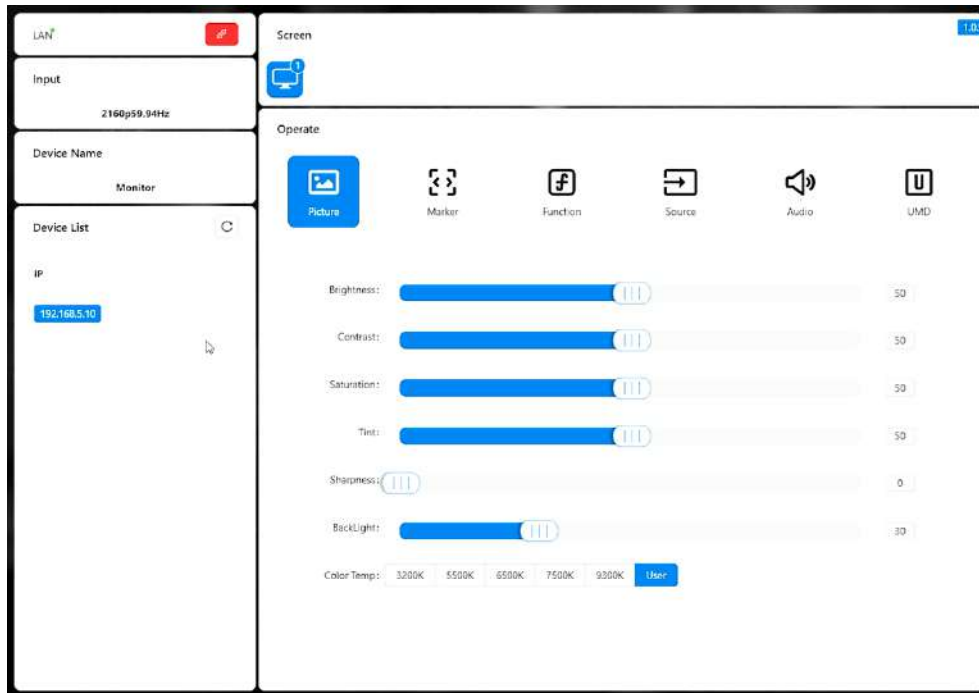 LAN
Screen
Input
2160p59.94Hz
Device Name
Monitor
Device List
IP
192.168.5.10
1
Operate
Picture
Marker
Function
Source
Audio
U
UMD
Brightness:
50
Contrast:
50
Saturation:
50
Tint:
50
Sharpness:
0
BackLight:
30
Color Temp:
3200K
5500K
6500K
7500K
9300K
User